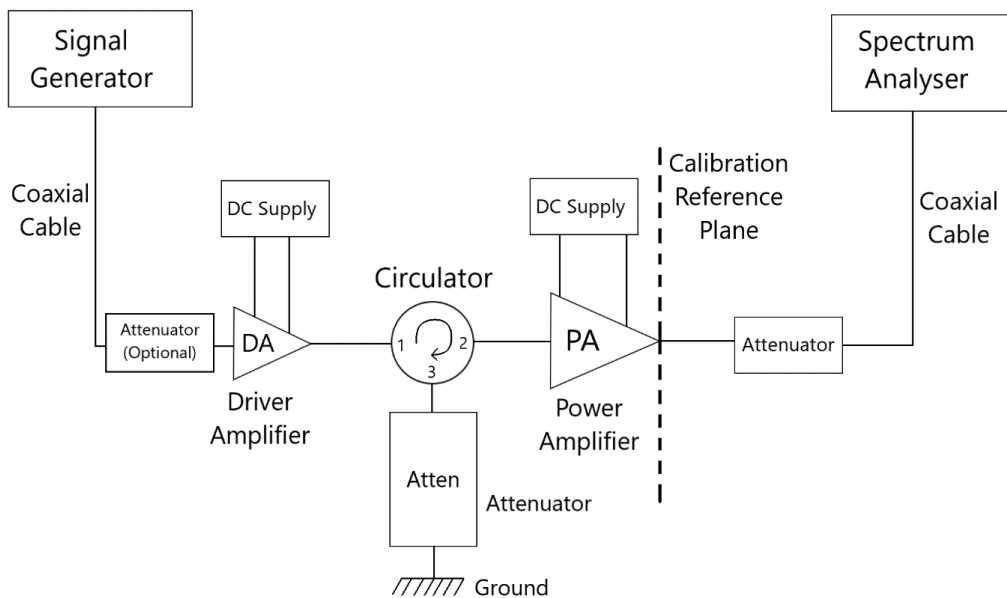 Signal
Generator
Spectrum
Analyser
Coaxial
Cable
DC Supply
DC Supply
Calibration
Reference
Plane
Coaxial
Cable
Circulator
Attenuator
(Optional)
DA
1
2
3
PA
Attenuator
Driver
Amplifier
Power
Amplifier
Atten
Attenuator
Ground